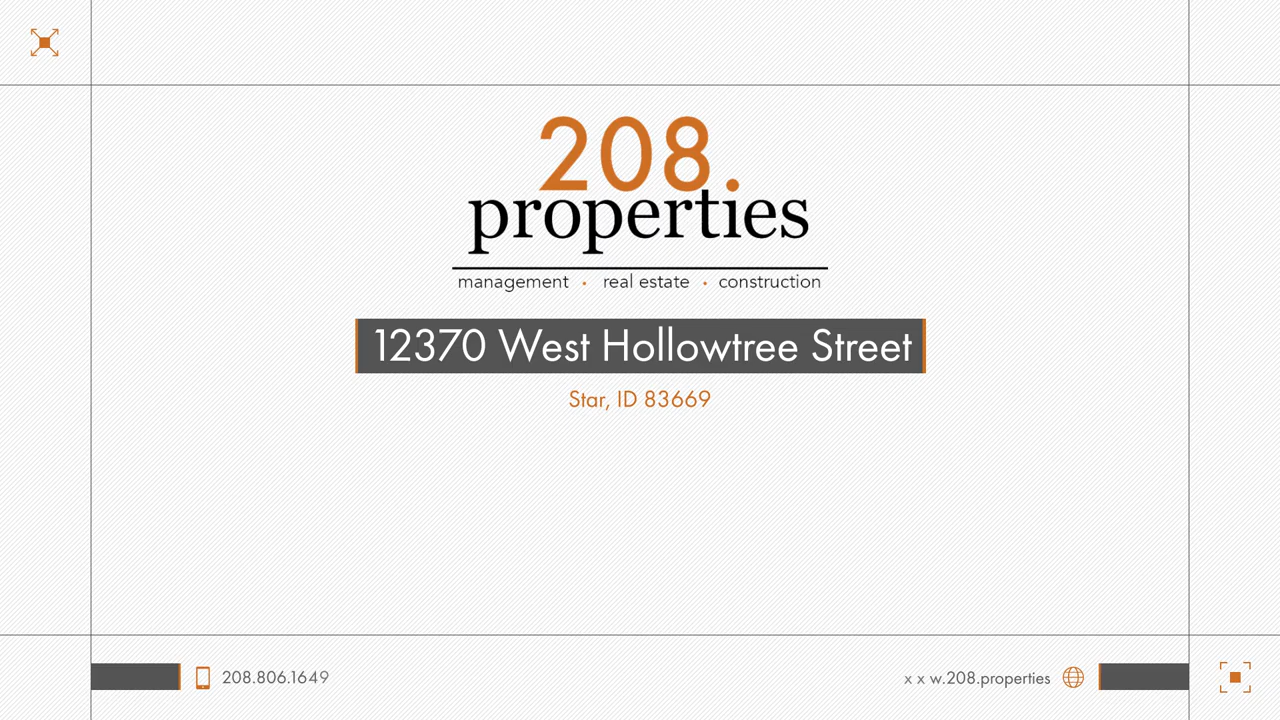 208.
properties
management • real estate • construction
12370 West Hollowtree Street
Star, ID 83669
208.806.1649
x x w.208.properties